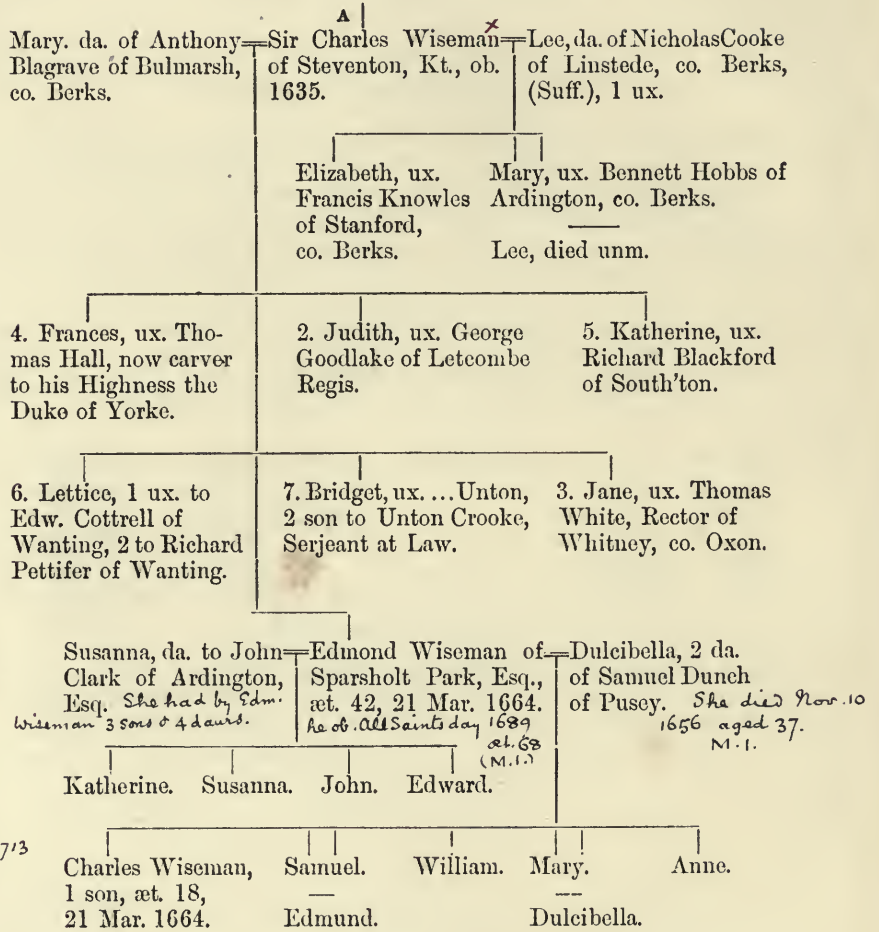 A
Mary. da. of Anthony
Blagrave of Bulmarsh,
co. Berks.
Sir Charles Wiseman
of Steventon, Kt., ob.
1635.
x
Lee, da. of Nicholas Cooke
of Linstede, co. Berks,
(Suff.), 1 ux.
Elizabeth, ux.
Francis Knowles
of Stanford,
co. Berks.
Mary, ux. Bennett Hobbs of
Ardington, co. Berks.
Lee, died unm.
4. Frances, ux. Tho-
mas Hall, now carver
to his Highness the
Duke of Yorke.
2. Judith, ux. George
Goodlake of Letcombe
Regis.
5. Katherine, ux.
Richard Blackford
of South'ton.
6. Lettice, 1 ux. to
Edw. Cottrell of
Wanting, 2 to Richard
Pettifer of Wanting.
7. Bridget, ux. ...Unton,
2 son to Unton Crooke,
Serjeant at Law.
3. Jane, ux. Thomas
White, Rector of
Whitney, co. Oxon.
Susanna, da. to John
Clark of Ardington,
Esq. She had by Edm.
Wiseman 3 sons & 4 daurs.
Edmond Wiseman of
Sparsholt Park, Esq.,
æt. 42, 21 Mar. 1664.
he ob. All Saints day 1689
æt. 68
(M.I.)
Dulcibella, 2 da.
of Samuel Dunch
of Pusey. She died Nov. 10
1656 aged 37.
M.I.
Katherine. Susanna. John. Edward.
713
Charles Wiseman,
1 son, æt. 18,
21 Mar. 1664.
Samuel.
Edmund.
William.
Mary.
Dulcibella.
Anne.